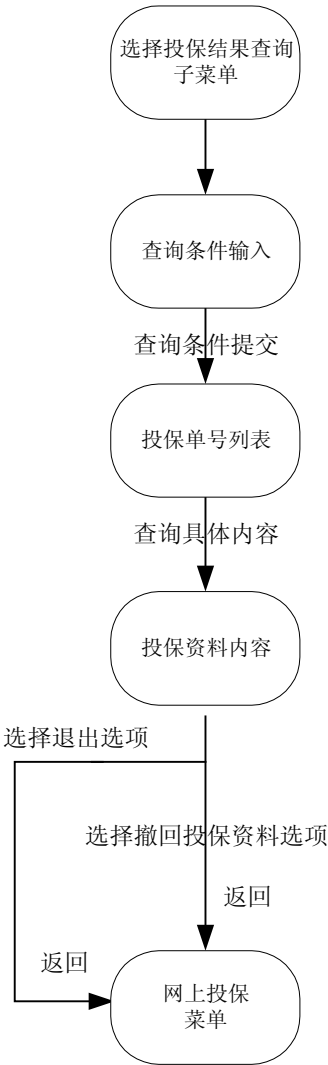 选择投保结果查询
子菜单
查询条件输入
查询条件提交
投保单号列表
查询具体内容
投保资料内容
选择退出选项
选择撤回投保资料选项
返回
返回
网上投保
菜单